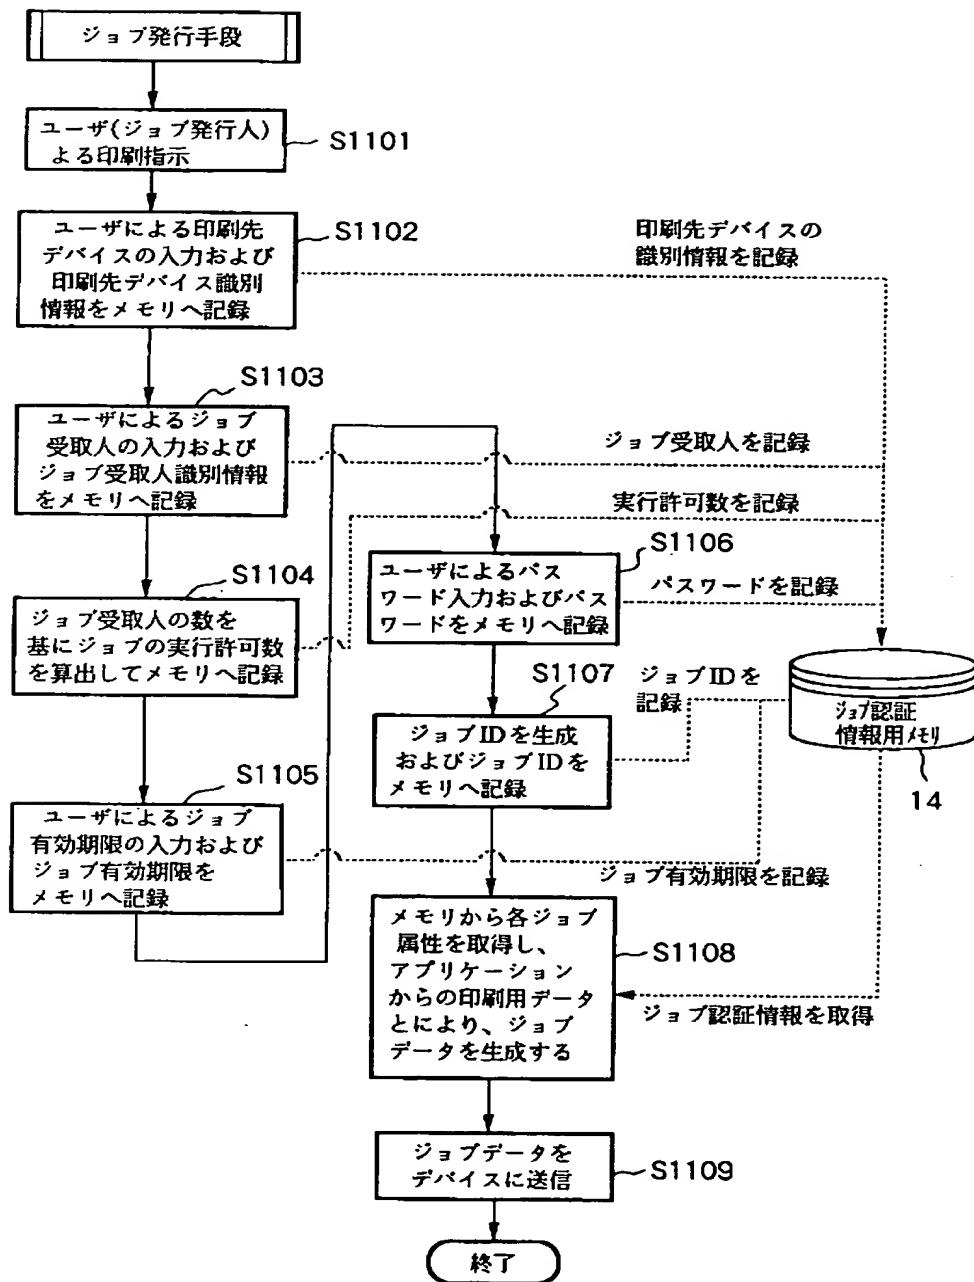 ジョブ発行手段
ユーザ(ジョブ発行人)
よる印刷指示
S1101
ユーザによる印刷先
デバイスの入力および
印刷先デバイス識別
情報をメモリへ記録
S1102
印刷先デバイスの
識別情報を記録
S1103
ユーザによるジョブ
受取人の入力および
ジョブ受取人識別情報
をメモリへ記録
ジョブ受取人を記録
実行許可数を記録
S1104
ジョブ受取人の数を
基にジョブの実行許可数
を算出してメモリへ記録
S1105
ユーザによるジョブ
有効期限の入力および
ジョブ有効期限を
メモリへ記録
S1106
ユーザによるパス
ワード入力およびパス
ワードをメモリへ記録
パスワードを記録
S1107
ジョブIDを生成
およびジョブIDを
メモリへ記録
ジョブIDを
記録
ジョブ認証
情報用メモリ
14
ジョブ有効期限を記録
メモリから各ジョブ
属性を取得し、
アプリケーション
からの印刷用データ
とにより、ジョブ
データを生成する
S1108
ジョブ認証情報を取得
ジョブデータを
デバイスに送信
S1109
終了